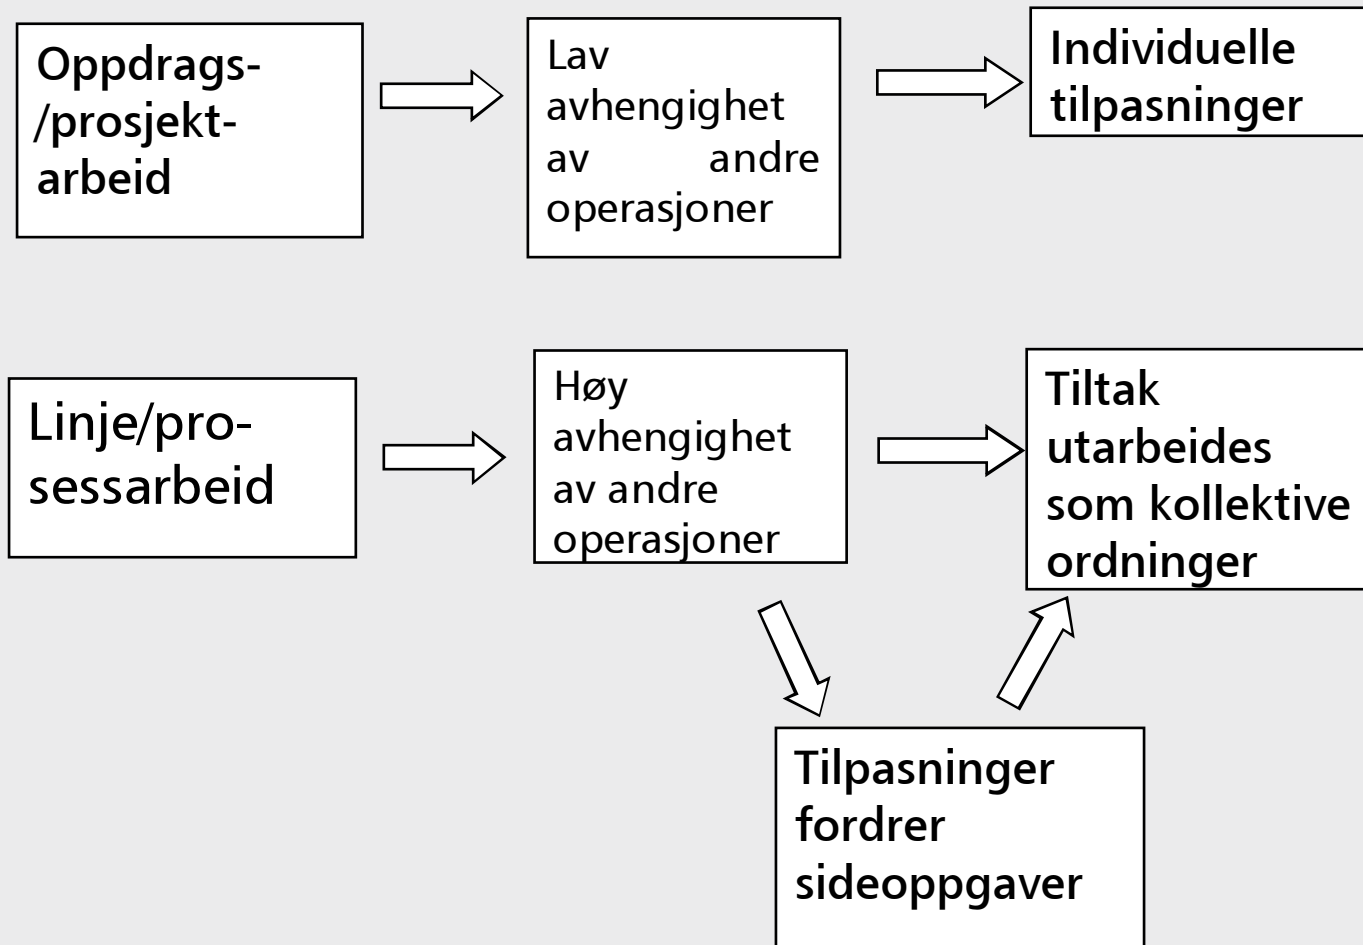 Oppdrags-
/prosjekt-
arbeid
Lav
avhengighet
av andre
operasjoner
Individuelle
tilpasninger
Linje/pro-
sessarbeid
Høy
avhengighet
av andre
operasjoner
Tiltak
utarbeides
som kollektive
ordninger
Tilpasninger
fordrer
sideoppgaver